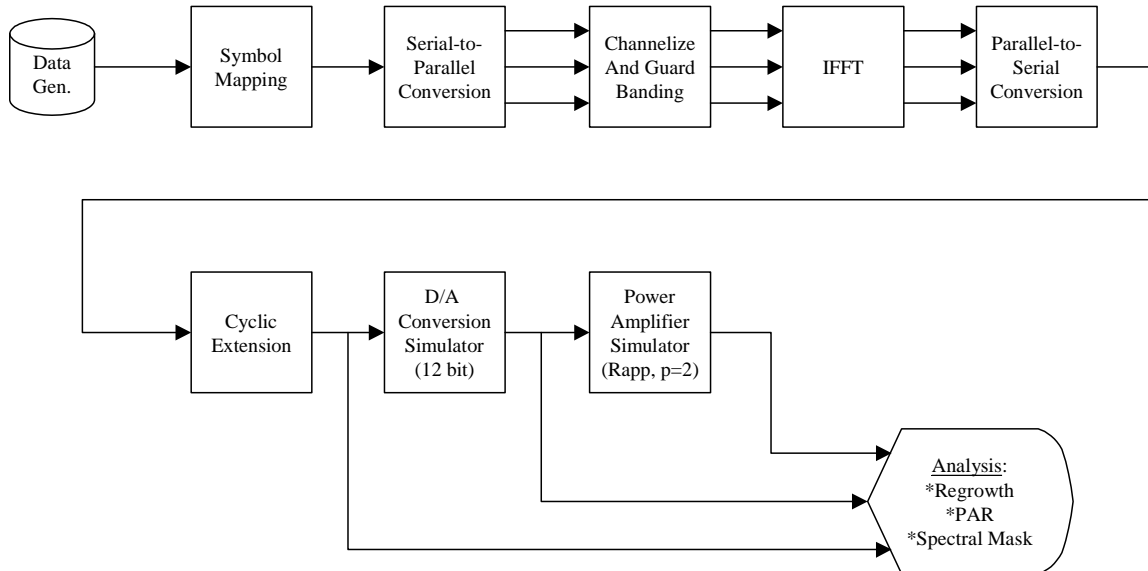 Data
Gen.
Symbol
Mapping
Serial-to-
Parallel
Conversion
Channelize
And Guard
Banding
IFFT
Parallel-to-
Serial
Conversion
Cyclic
Extension
D/A
Conversion
Simulator
(12 bit)
Power
Amplifier
Simulator
(Rapp, p=2)
Analysis:
*Regrowth
*PAR
*Spectral Mask